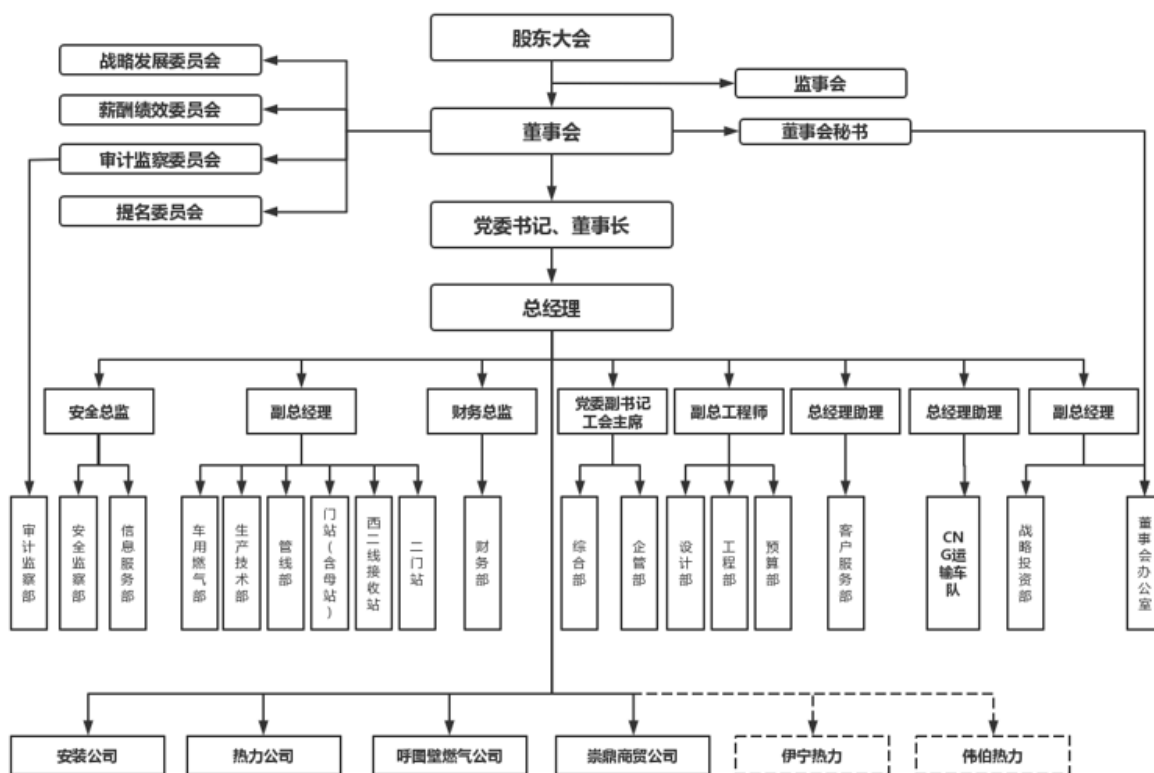 股东大会
战略发展委员会
监事会
薪酬绩效委员会
董事会
董事会秘书
审计监察委员会
提名委员会
党委书记、董事长
总经理
安全总监
副总经理
财务总监
党委副书记
工会主席
副总工程师
总经理助理
总经理助理
副总经理
审计监察部
安全监察部
信息服务部
车用燃气部
生产技术部
管线部
门站(含母站)
西二线接收站
二门站
财务部
综合部
企管部
设计部
工程部
预算部
客户服务部
CN
G运
输车
队
战略投资部
董事会办公室
安装公司
热力公司
呼图壁燃气公司
崇鼎商贸公司
伊宁热力
伟伯热力